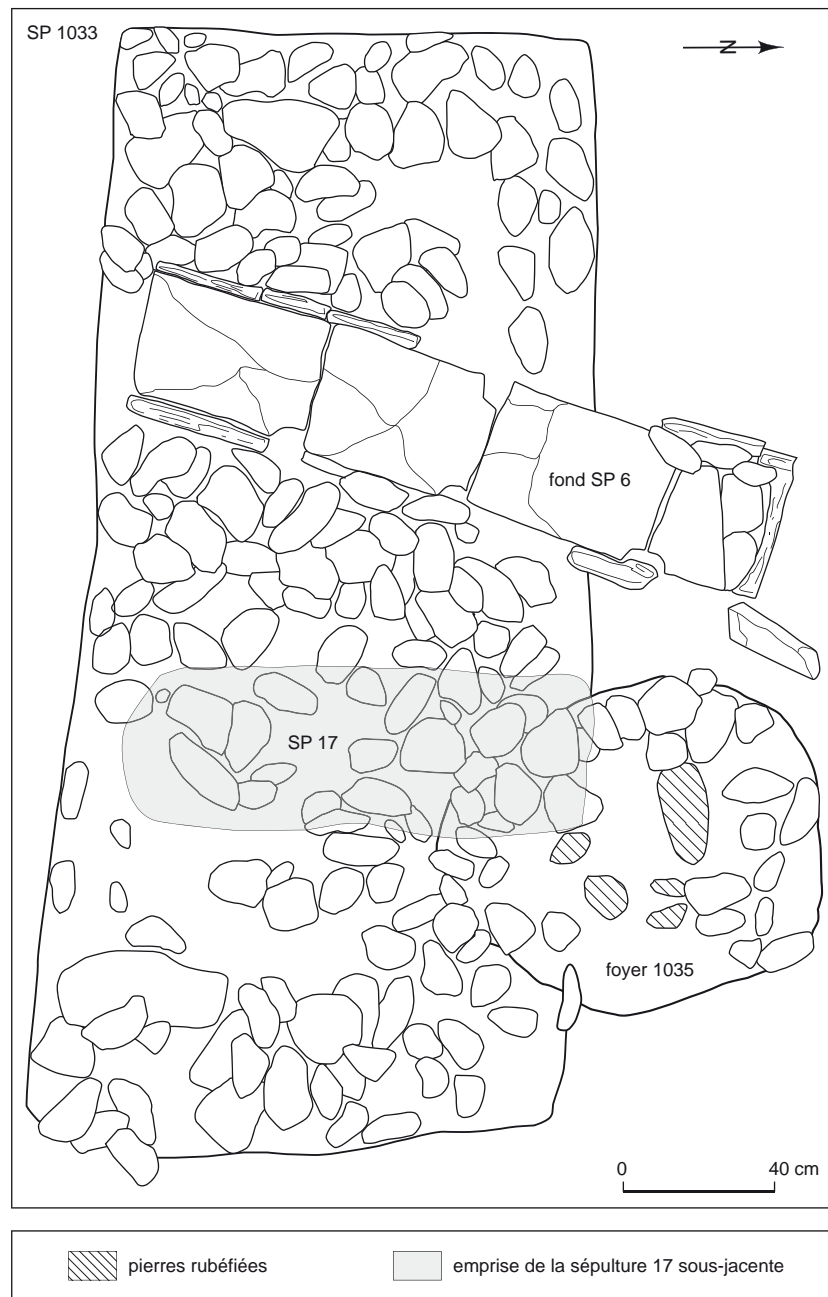 SP 1033
N
fond SP 6
SP 17
foyer 1035
0 40 cm
pierres rubéfiées
emprise de la sépulture 17 sous-jacente